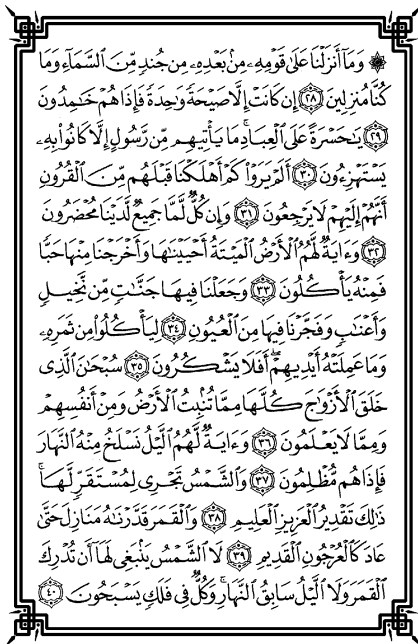 ۞ وَمَآ أَنزَلْنَا عَلَىٰ قَوْمِهِۦ مِنۢ بَعْدِهِۦ مِن جُندٍ مِّنَ ٱلسَّمَآءِ وَمَا
كُنَّا مُنزِلِينَ ٢٨ إِن كَانَتْ إِلَّا صَيْحَةً وَٰحِدَةً فَإِذَا هُمْ خَٰمِدُونَ
٢٩ يَٰحَسْرَةً عَلَى ٱلْعِبَادِ ۚ مَا يَأْتِيهِم مِّن رَّسُولٍ إِلَّا كَانُوا۟ بِهِۦ
يَسْتَهْزِءُونَ ٣٠ أَلَمْ يَرَوْا۟ كَمْ أَهْلَكْنَا قَبْلَهُم مِّنَ ٱلْقُرُونِ
أَنَّهُمْ إِلَيْهِمْ لَا يَرْجِعُونَ ٣١ وَإِن كُلٌّ لَّمَّا جَمِيعٌ لَّدَيْنَا مُحْضَرُونَ
٣٢ وَءَايَةٌ لَّهُمُ ٱلْأَرْضُ ٱلْمَيْتَةُ أَحْيَيْنَٰهَا وَأَخْرَجْنَا مِنْهَا حَبًّا
فَمِنْهُ يَأْكُلُونَ ٣٣ وَجَعَلْنَا فِيهَا جَنَّٰتٍ مِّن نَّخِيلٍ
وَأَعْنَٰبٍ وَفَجَّرْنَا فِيهَا مِنَ ٱلْعُيُونِ ٣٤ لِيَأْكُلُوا۟ مِن ثَمَرِهِۦ
وَمَا عَمِلَتْهُ أَيْدِيهِمْ ۖ أَفَلَا يَشْكُرُونَ ٣٥ سُبْحَٰنَ ٱلَّذِى
خَلَقَ ٱلْأَزْوَٰجَ كُلَّهَا مِمَّا تُنۢبِتُ ٱلْأَرْضُ وَمِنْ أَنفُسِهِمْ
وَمِمَّا لَا يَعْلَمُونَ ٣٦ وَءَايَةٌ لَّهُمُ ٱلَّيْلُ نَسْلَخُ مِنْهُ ٱلنَّهَارَ
فَإِذَا هُم مُّظْلِمُونَ ٣٧ وَٱلشَّمْسُ تَجْرِى لِمُسْتَقَرٍّ لَّهَا ۚ
ذَٰلِكَ تَقْدِيرُ ٱلْعَزِيزِ ٱلْعَلِيمِ ٣٨ وَٱلْقَمَرَ قَدَّرْنَٰهُ مَنَازِلَ حَتَّىٰ
عَادَ كَٱلْعُرْجُونِ ٱلْقَدِيمِ ٣٩ لَا ٱلشَّمْسُ يَنۢبَغِى لَهَآ أَن تُدْرِكَ
ٱلْقَمَرَ وَلَا ٱلَّيْلُ سَابِقُ ٱلنَّهَارِ ۚ وَكُلٌّ فِى فَلَكٍ يَسْبَحُونَ ٤٠